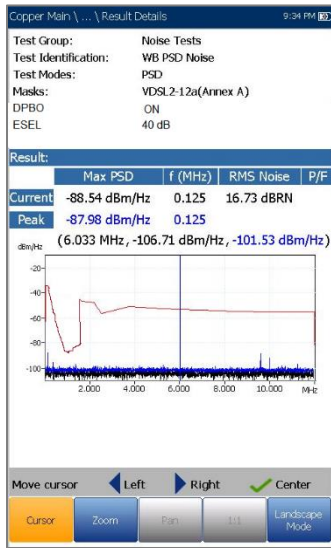 Copper Main \ ... \ Result Details 9:34 PM
Test Group: Noise Tests
Test Identification: WB PSD Noise
Test Modes: PSD
Masks: VDSL2-12a(Annex A)
DPBO ON
ESEL 40 dB
Result:
Max PSD f (MHz) RMS Noise P/F
Current -88.54 dBm/Hz 0.125 16.73 dBRN
Peak -87.98 dBm/Hz 0.125
(6.033 MHz, -106.71 dBm/Hz, -101.53 dBm/Hz)
dBm/Hz
-20-
-40-
-60-
-80-
-100-
2.000 4.000 6.000 8.000 10.000 MHz
Move cursor Left Right Center
Cursor Zoom Pan 1:1 Landscape
Mode